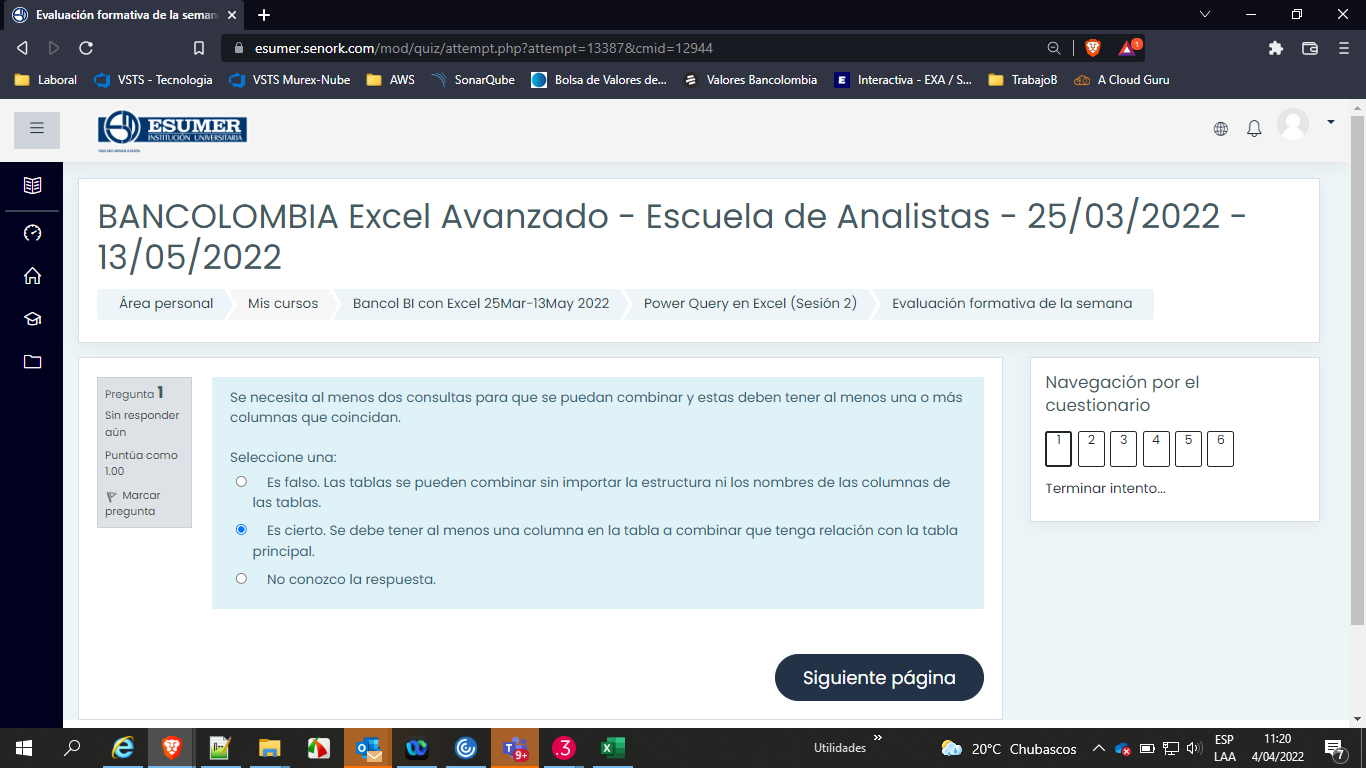 Evaluación formativa de la seman
esumer.senork.com/mod/quiz/attempt.php?attempt=13387&cmid=12944
1
Laboral
VSTS - Tecnologia
VSTS Murex-Nube
AWS
SonarQube
Bolsa de Valores de...
Valores Bancolombia
E
Interactiva - EXA / S...
TrabajoB
A Cloud Guru
ESUMER
INSTITUCIÓN UNIVERSITARIA
BANCOLOMBIA Excel Avanzado - Escuela de Analistas - 25/03/2022 -
13/05/2022
Área personal
Mis cursos
Bancol BI con Excel 25Mar-13May 2022
Power Query en Excel (Sesión 2)
Evaluación formativa de la semana
Pregunta 1
Sin responder
aún
Puntúa como
1.00
Marcar
pregunta
Se necesita al menos dos consultas para que se puedan combinar y estas deben tener al menos una o más
columnas que coincidan.
Seleccione una:
Es falso. Las tablas se pueden combinar sin importar la estructura ni los nombres de las columnas de
las tablas.
Es cierto. Se debe tener al menos una columna en la tabla a combinar que tenga relación con la tabla
principal.
No conozco la respuesta.
Siguiente página
Navegación por el
cuestionario
1 2 3 4 5 6
Terminar intento...
9+
.3
Utilidades
20°C Chubascos
ESP
LAA
11:20
4/04/2022
7